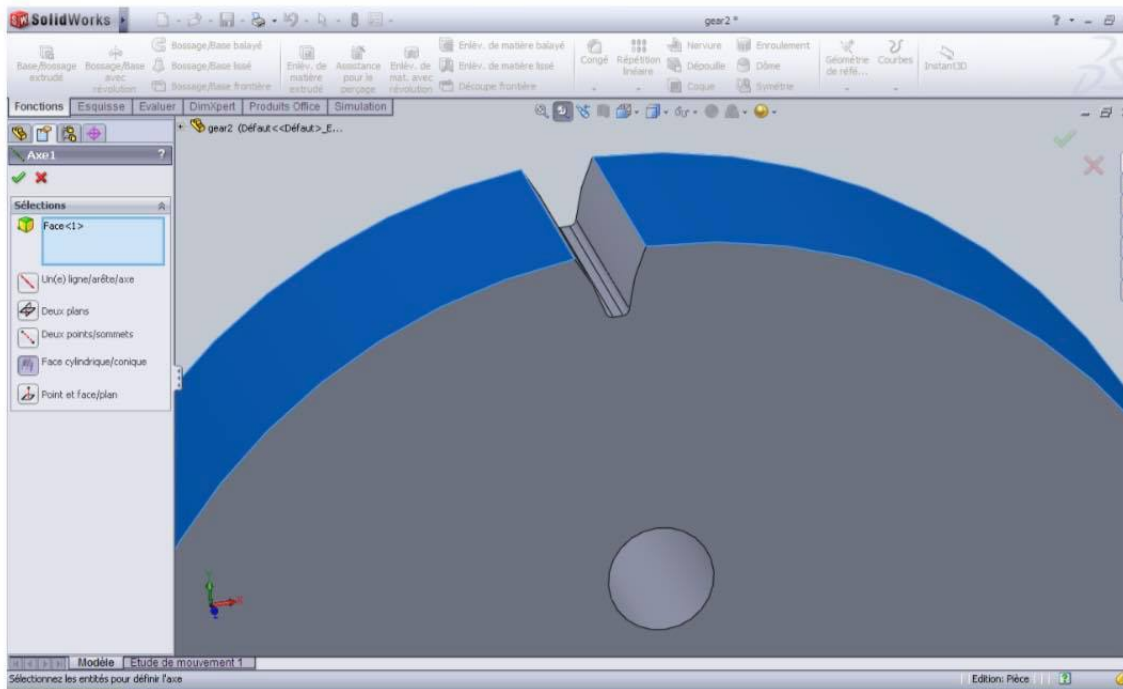 SolidWorks
gear2 *
Base/Bossage extrudé
Bossage/Base avec révolution
Bossage/Base balayé
Bossage/Base lissé
Bossage/Base frontière
Enlèv. de matière extrudé
Assistance pour le perçage
Enlèv. de mat. avec révolution
Enlèv. de matière balayé
Enlèv. de matière lissé
Découpe frontière
Congé
Répétition linéaire
Nervure
Dépouille
Coque
Enroulement
Dôme
Symétrie
Géométrie de réfé...
Courbes
Instant3D
Fonctions Esquisse Evaluer DimXpert Produits Office Simulation
gear2 (Défaut<<Défaut>_E...
Axe1 ?
Sélections
Face<1>
Un(e) ligne/arête/axe
Deux plans
Deux points/sommets
Face cylindrique/conique
Point et face/plan
Modèle Etude de mouvement 1
Sélectionnez les entités pour définir l'axe
Edition: Pièce